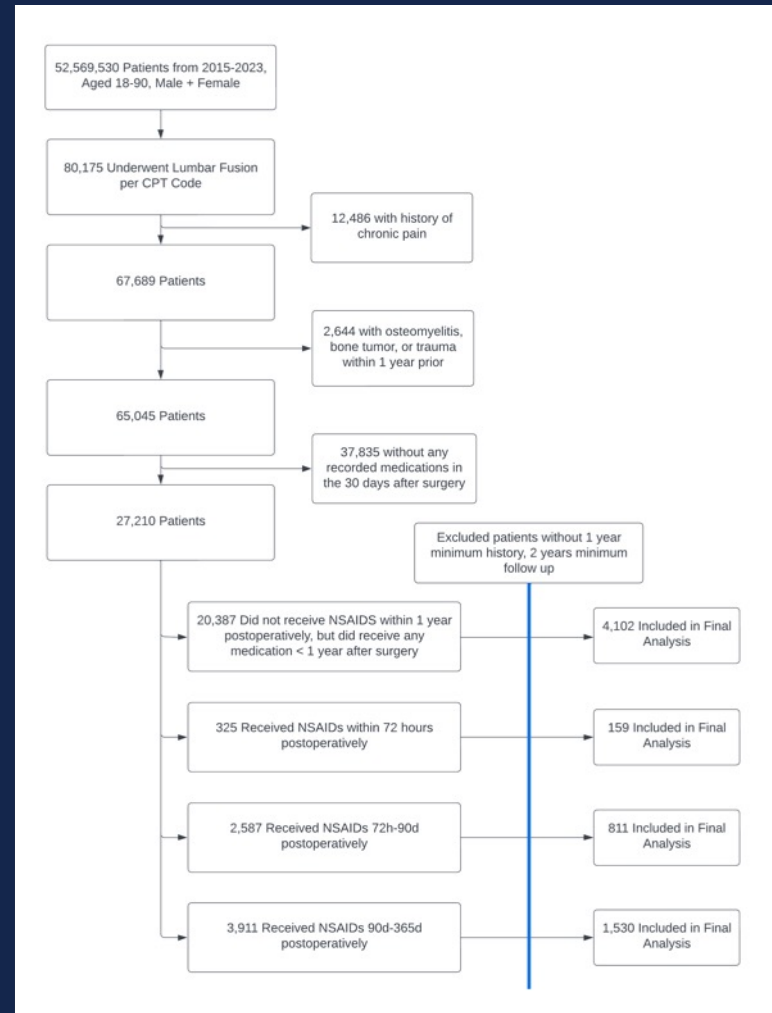 52,569,530 Patients from 2015-2023,
Aged 18-90, Male + Female
80,175 Underwent Lumbar Fusion
per CPT Code
12,486 with history of
chronic pain
67,689 Patients
2,644 with osteomyelitis,
bone tumor, or trauma
within 1 year prior
65,045 Patients
37,835 without any
recorded medications in
the 30 days after surgery
27,210 Patients
Excluded patients without 1 year
minimum history, 2 years minimum
follow up
20,387 Did not receive NSAIDS within 1 year
postoperatively, but did receive any
medication < 1 year after surgery
4,102 Included in Final
Analysis
325 Received NSAIDs within 72 hours
postoperatively
159 Included in Final
Analysis
2,587 Received NSAIDs 72h-90d
postoperatively
811 Included in Final
Analysis
3,911 Received NSAIDs 90d-365d
postoperatively
1,530 Included in Final
Analysis